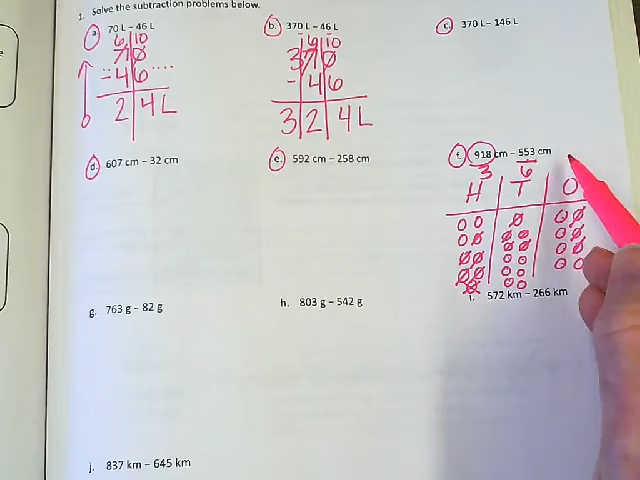 1. Solve the subtraction problems below.
a. 70 L – 46 L
6 10
7 0
– 4 6
2 4 L
b. 370 L – 46 L
6 10
3 7 0
– 4 6
3 2 4 L
c. 370 L – 146 L
d. 607 cm – 32 cm
e. 592 cm – 258 cm
f. 918 cm – 553 cm
3 6
H T O
g. 763 g – 82 g
h. 803 g – 542 g
i. 572 km – 266 km
j. 837 km – 645 km